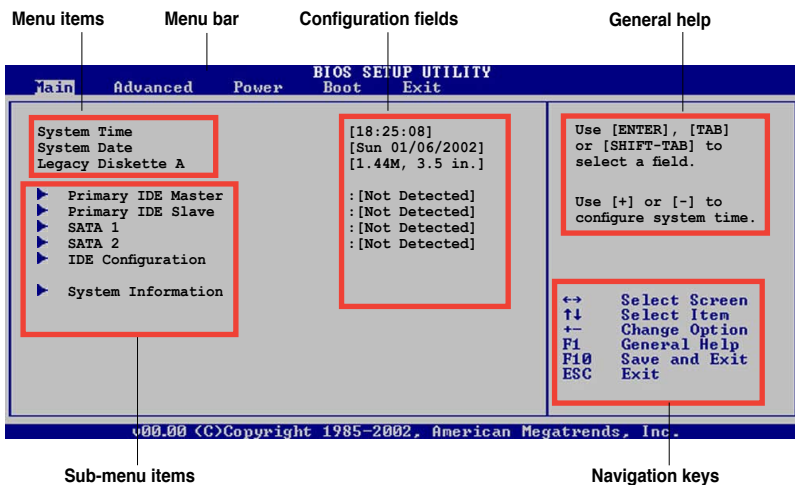 Menu items Menu bar Configuration fields General help
BIOS SETUP UTILITY
Main Advanced Power Boot Exit
System Time [18:25:08]
System Date [Sun 01/06/2002]
Legacy Diskette A [1.44M, 3.5 in.]
Primary IDE Master :[Not Detected]
Primary IDE Slave :[Not Detected]
SATA 1 :[Not Detected]
SATA 2 :[Not Detected]
IDE Configuration
System Information
Use [ENTER], [TAB]
or [SHIFT-TAB] to
select a field.
Use [+] or [-] to
configure system time.
↔ Select Screen
↑↓ Select Item
+- Change Option
F1 General Help
F10 Save and Exit
ESC Exit
v00.00 (C)Copyright 1985-2002, American Megatrends, Inc.
Sub-menu items Navigation keys